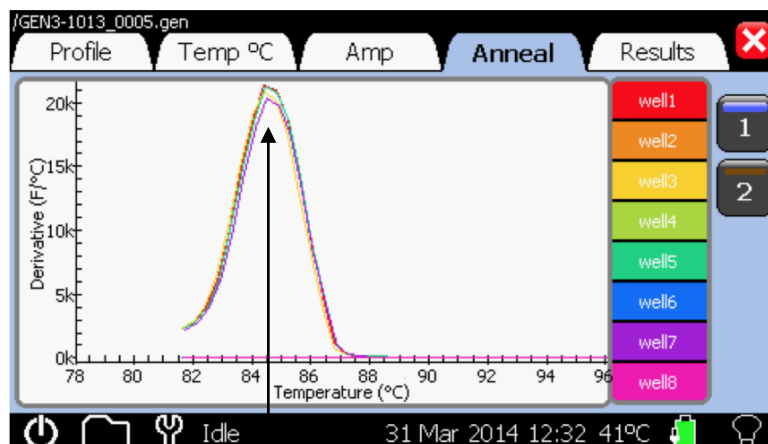 /GEN3-1013_0005.gen
Profile Temp ºC Amp Anneal Results
Derivative (F/°C)
20k
15k
10k
5k
0k
78 80 82 84 86 88 90 92 94 96
Temperature (°C)
well1
well2
well3
well4
well5
well6
well7
well8
1
2
Idle 31 Mar 2014 12:32 41ºC